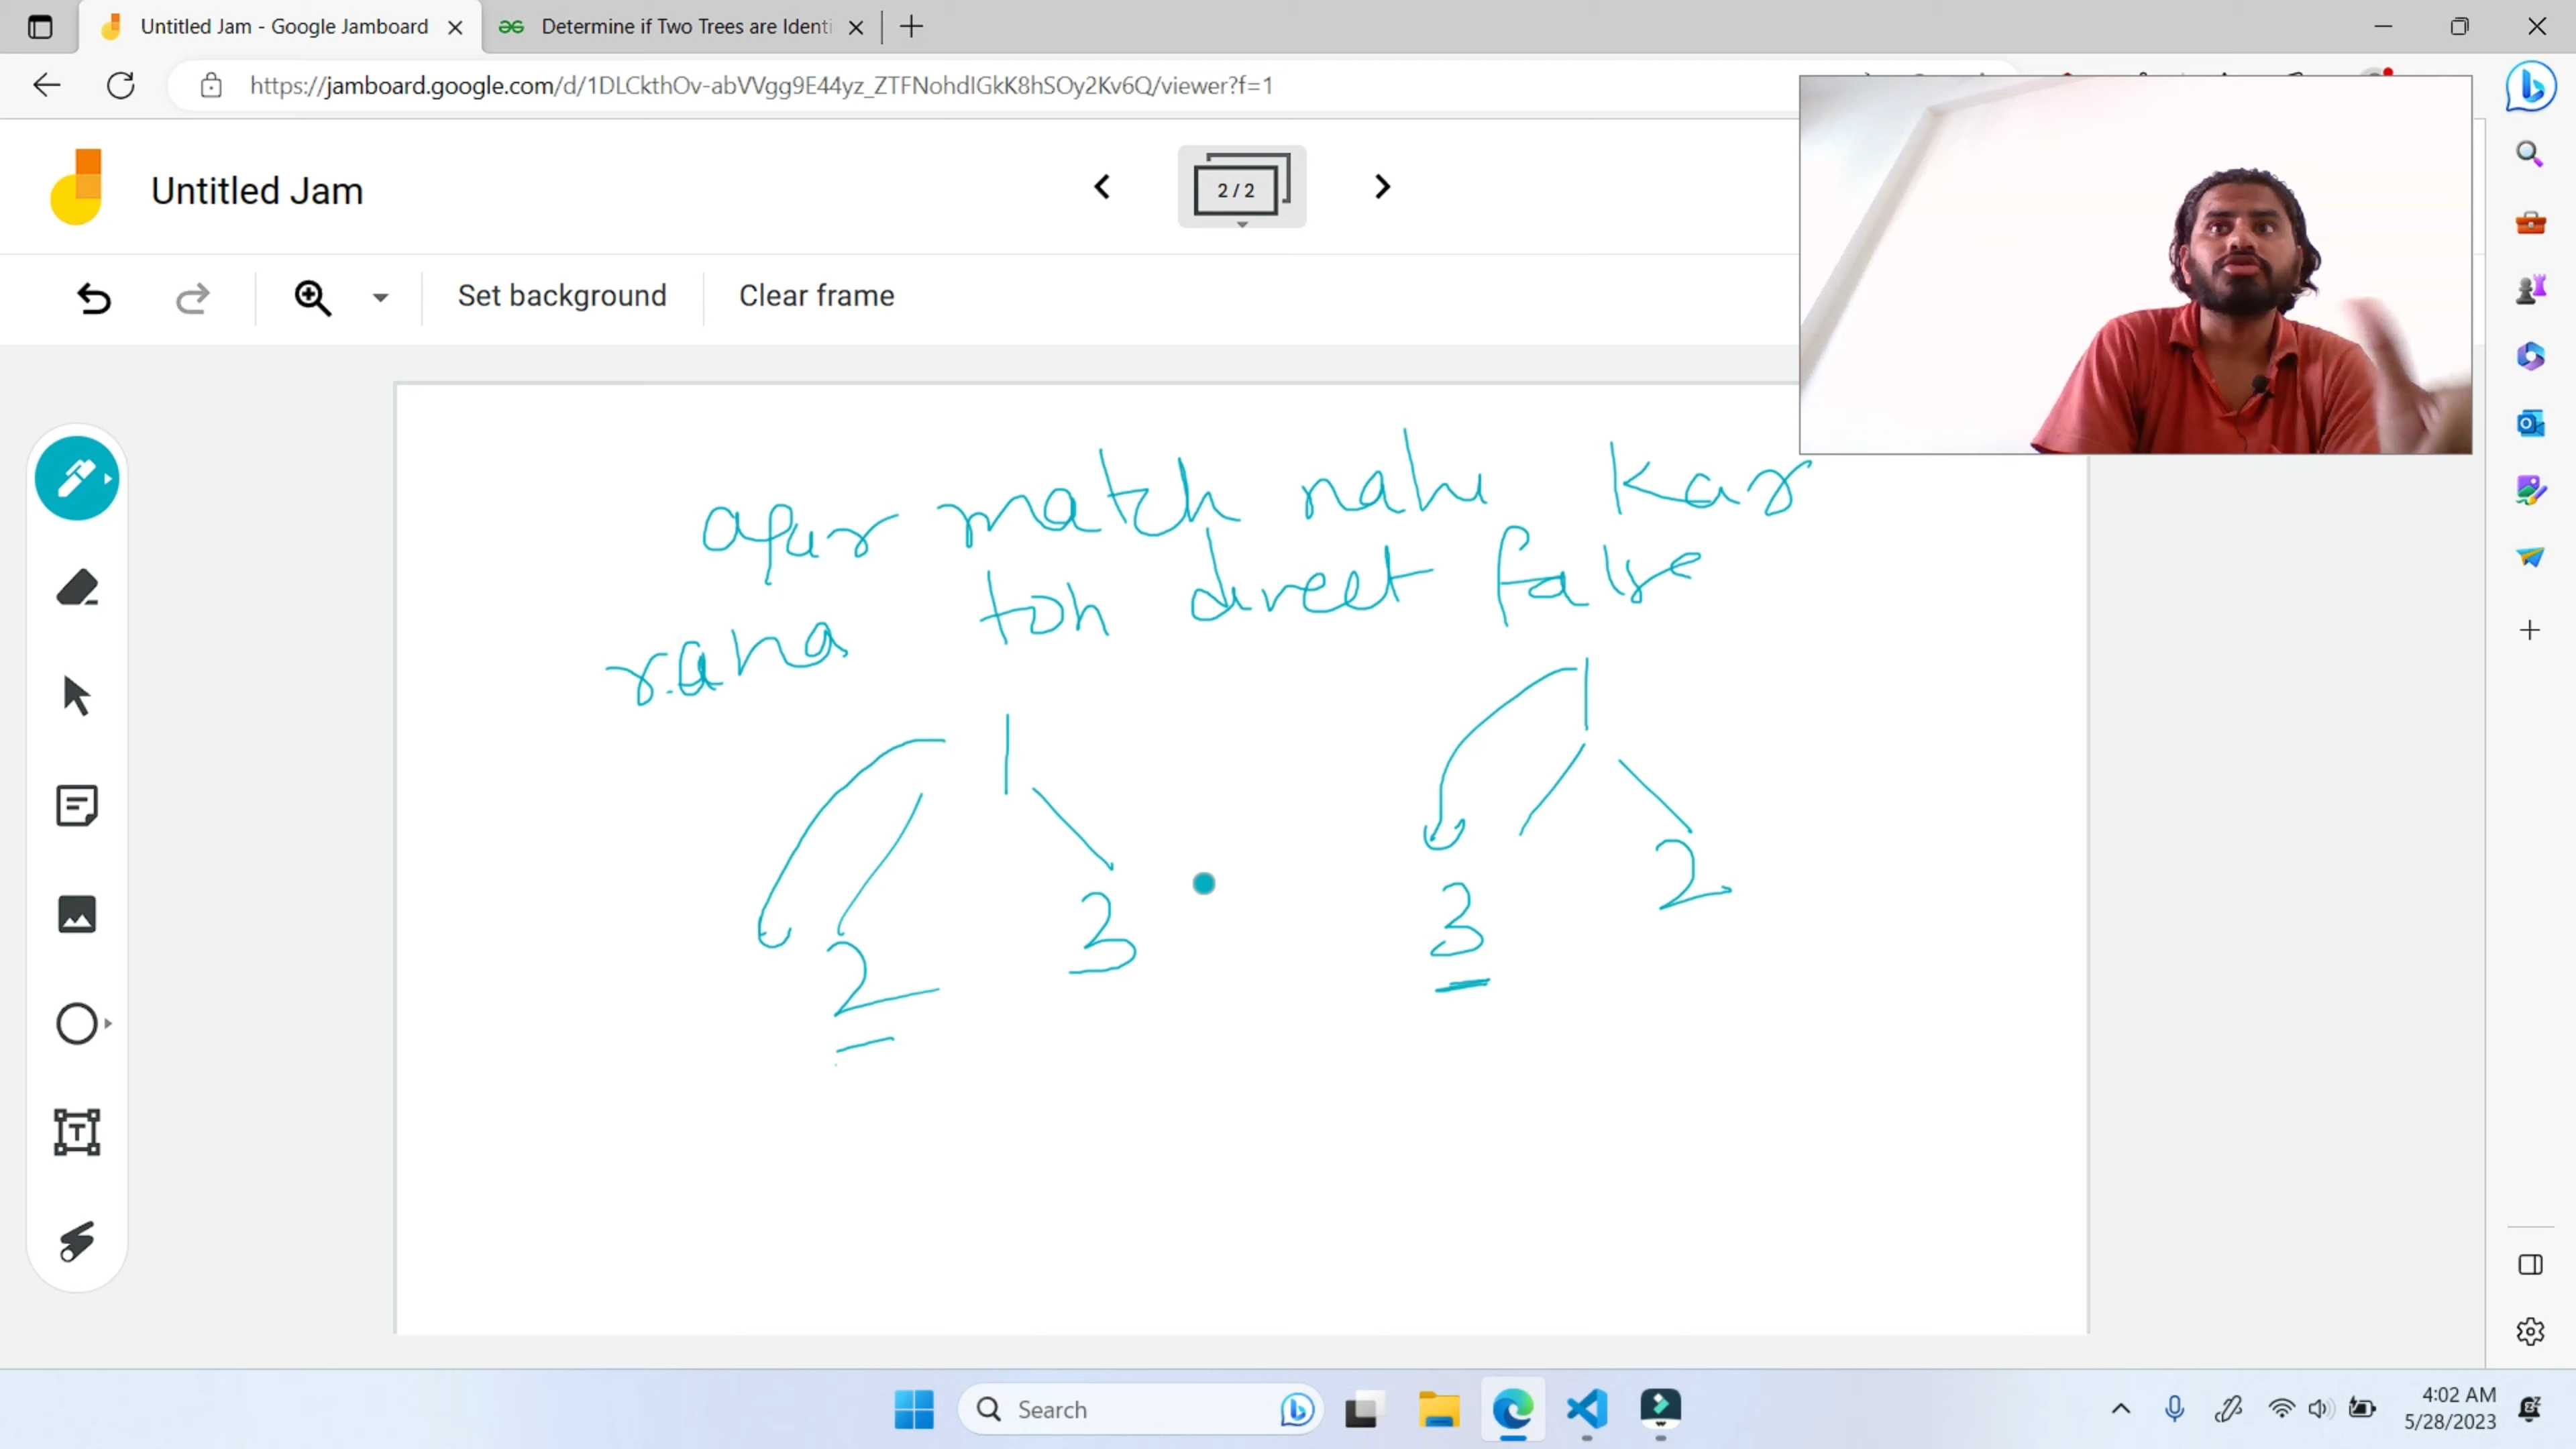 Untitled Jam - Google Jamboard
Determine if Two Trees are Identi
https://jamboard.google.com/d/1DLCkthOv-abVVgg9E44yz_ZTFNohdIGkK8hSOy2Kv6Q/viewer?f=1
Untitled Jam
2 / 2
Set background
Clear frame
agar match nahi kar
raha toh direct false
1 1
2 3 3 2
Search
4:02 AM
5/28/2023